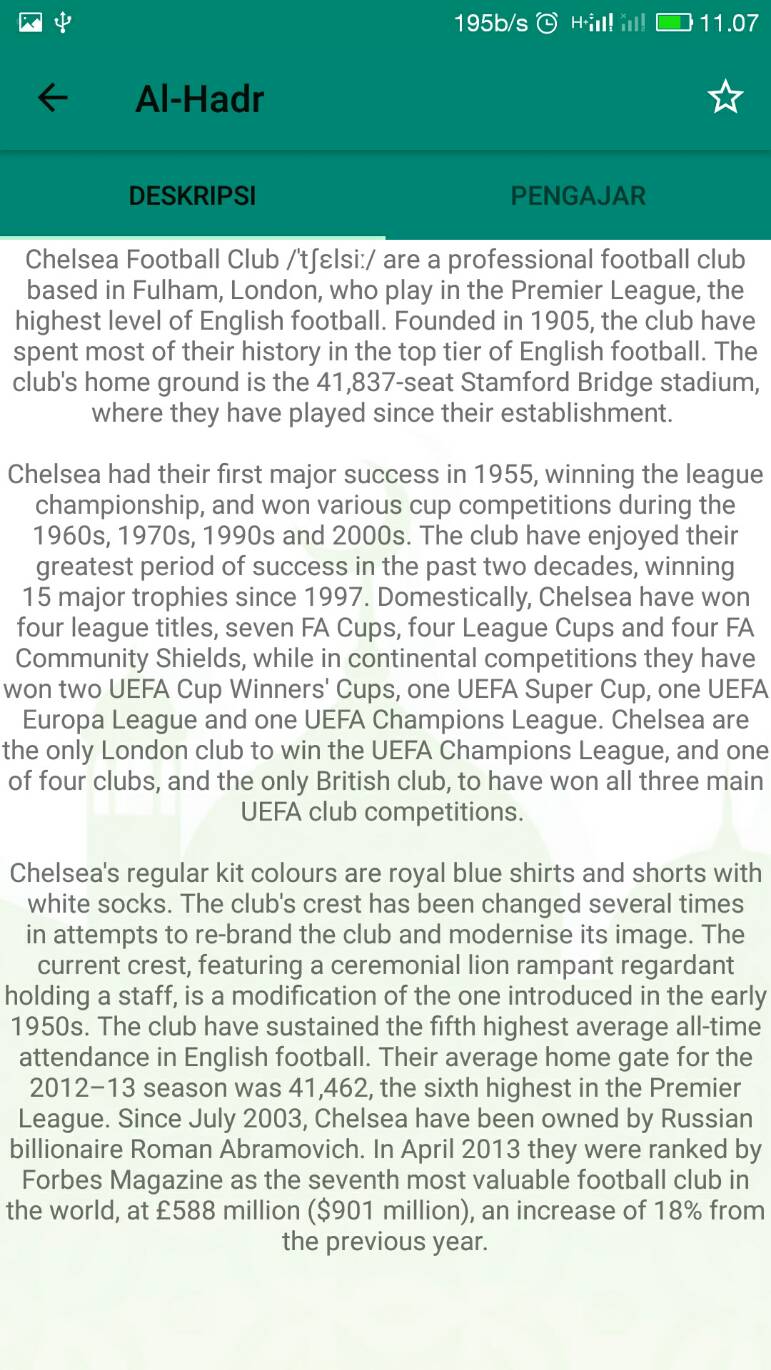 195b/s H+ 11.07
Al-Hadr
DESKRIPSI PENGAJAR
Chelsea Football Club /ˈtʃɛlsiː/ are a professional football club
based in Fulham, London, who play in the Premier League, the
highest level of English football. Founded in 1905, the club have
spent most of their history in the top tier of English football. The
club's home ground is the 41,837-seat Stamford Bridge stadium,
where they have played since their establishment.
Chelsea had their first major success in 1955, winning the league
championship, and won various cup competitions during the
1960s, 1970s, 1990s and 2000s. The club have enjoyed their
greatest period of success in the past two decades, winning
15 major trophies since 1997. Domestically, Chelsea have won
four league titles, seven FA Cups, four League Cups and four FA
Community Shields, while in continental competitions they have
won two UEFA Cup Winners' Cups, one UEFA Super Cup, one UEFA
Europa League and one UEFA Champions League. Chelsea are
the only London club to win the UEFA Champions League, and one
of four clubs, and the only British club, to have won all three main
UEFA club competitions.
Chelsea's regular kit colours are royal blue shirts and shorts with
white socks. The club's crest has been changed several times
in attempts to re-brand the club and modernise its image. The
current crest, featuring a ceremonial lion rampant regardant
holding a staff, is a modification of the one introduced in the early
1950s. The club have sustained the fifth highest average all-time
attendance in English football. Their average home gate for the
2012–13 season was 41,462, the sixth highest in the Premier
League. Since July 2003, Chelsea have been owned by Russian
billionaire Roman Abramovich. In April 2013 they were ranked by
Forbes Magazine as the seventh most valuable football club in
the world, at £588 million ($901 million), an increase of 18% from
the previous year.